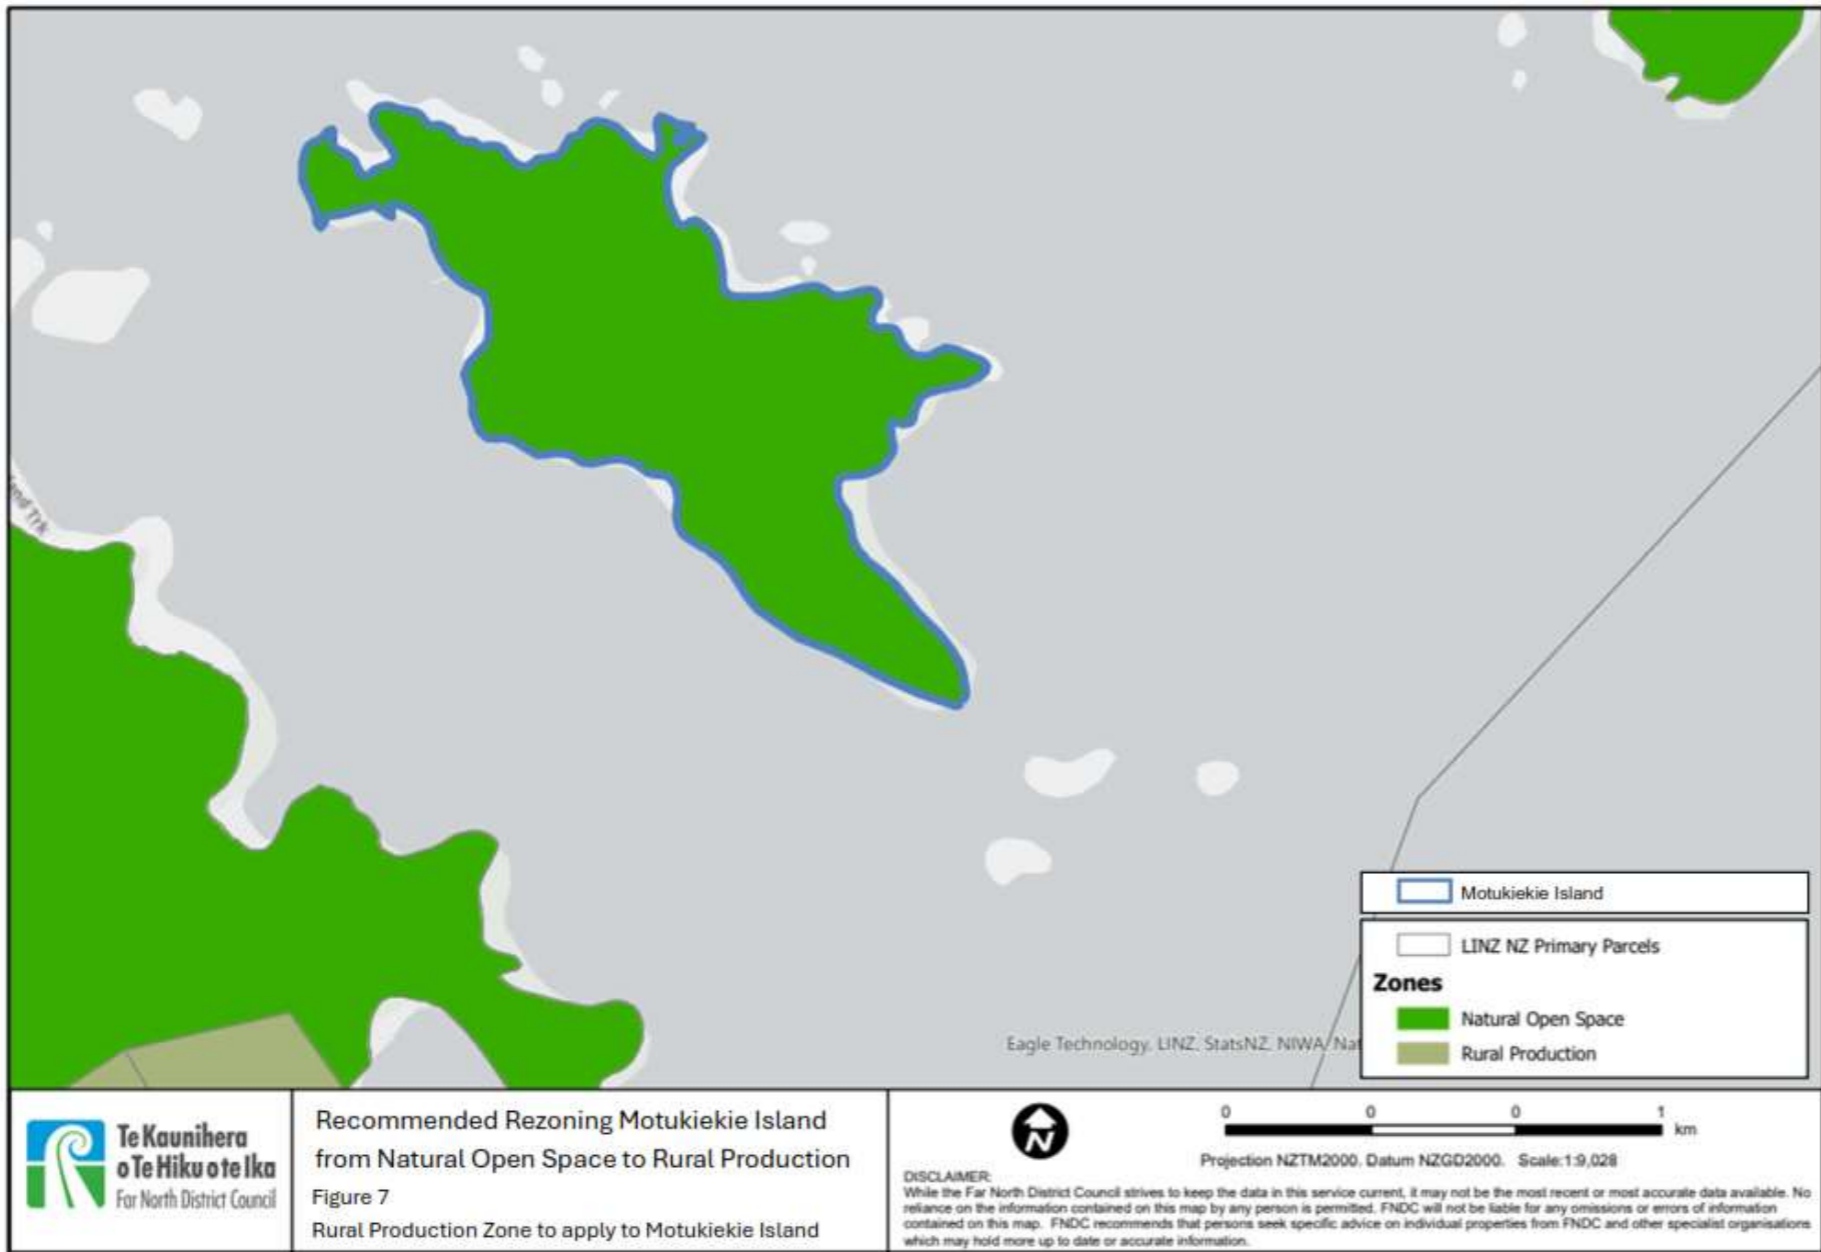 land Trk
Eagle Technology, LINZ, StatsNZ, NIWA, Nat
Motukiekie Island
LINZ NZ Primary Parcels
Zones
Natural Open Space
Rural Production
Te Kaunihera
o Te Hiku o te Ika
Far North District Council
Recommended Rezoning Motukiekie Island
from Natural Open Space to Rural Production
Figure 7
Rural Production Zone to apply to Motukiekie Island
N
0 0 0 1
km
Projection NZTM2000. Datum NZGD2000. Scale:1:9,028
DISCLAIMER:
While the Far North District Council strives to keep the data in this service current, it may not be the most recent or most accurate data available. No
reliance on the information contained on this map by any person is permitted. FNDC will not be liable for any omissions or errors of information
contained on this map. FNDC recommends that persons seek specific advice on individual properties from FNDC and other specialist organisations
which may hold more up to date or accurate information.